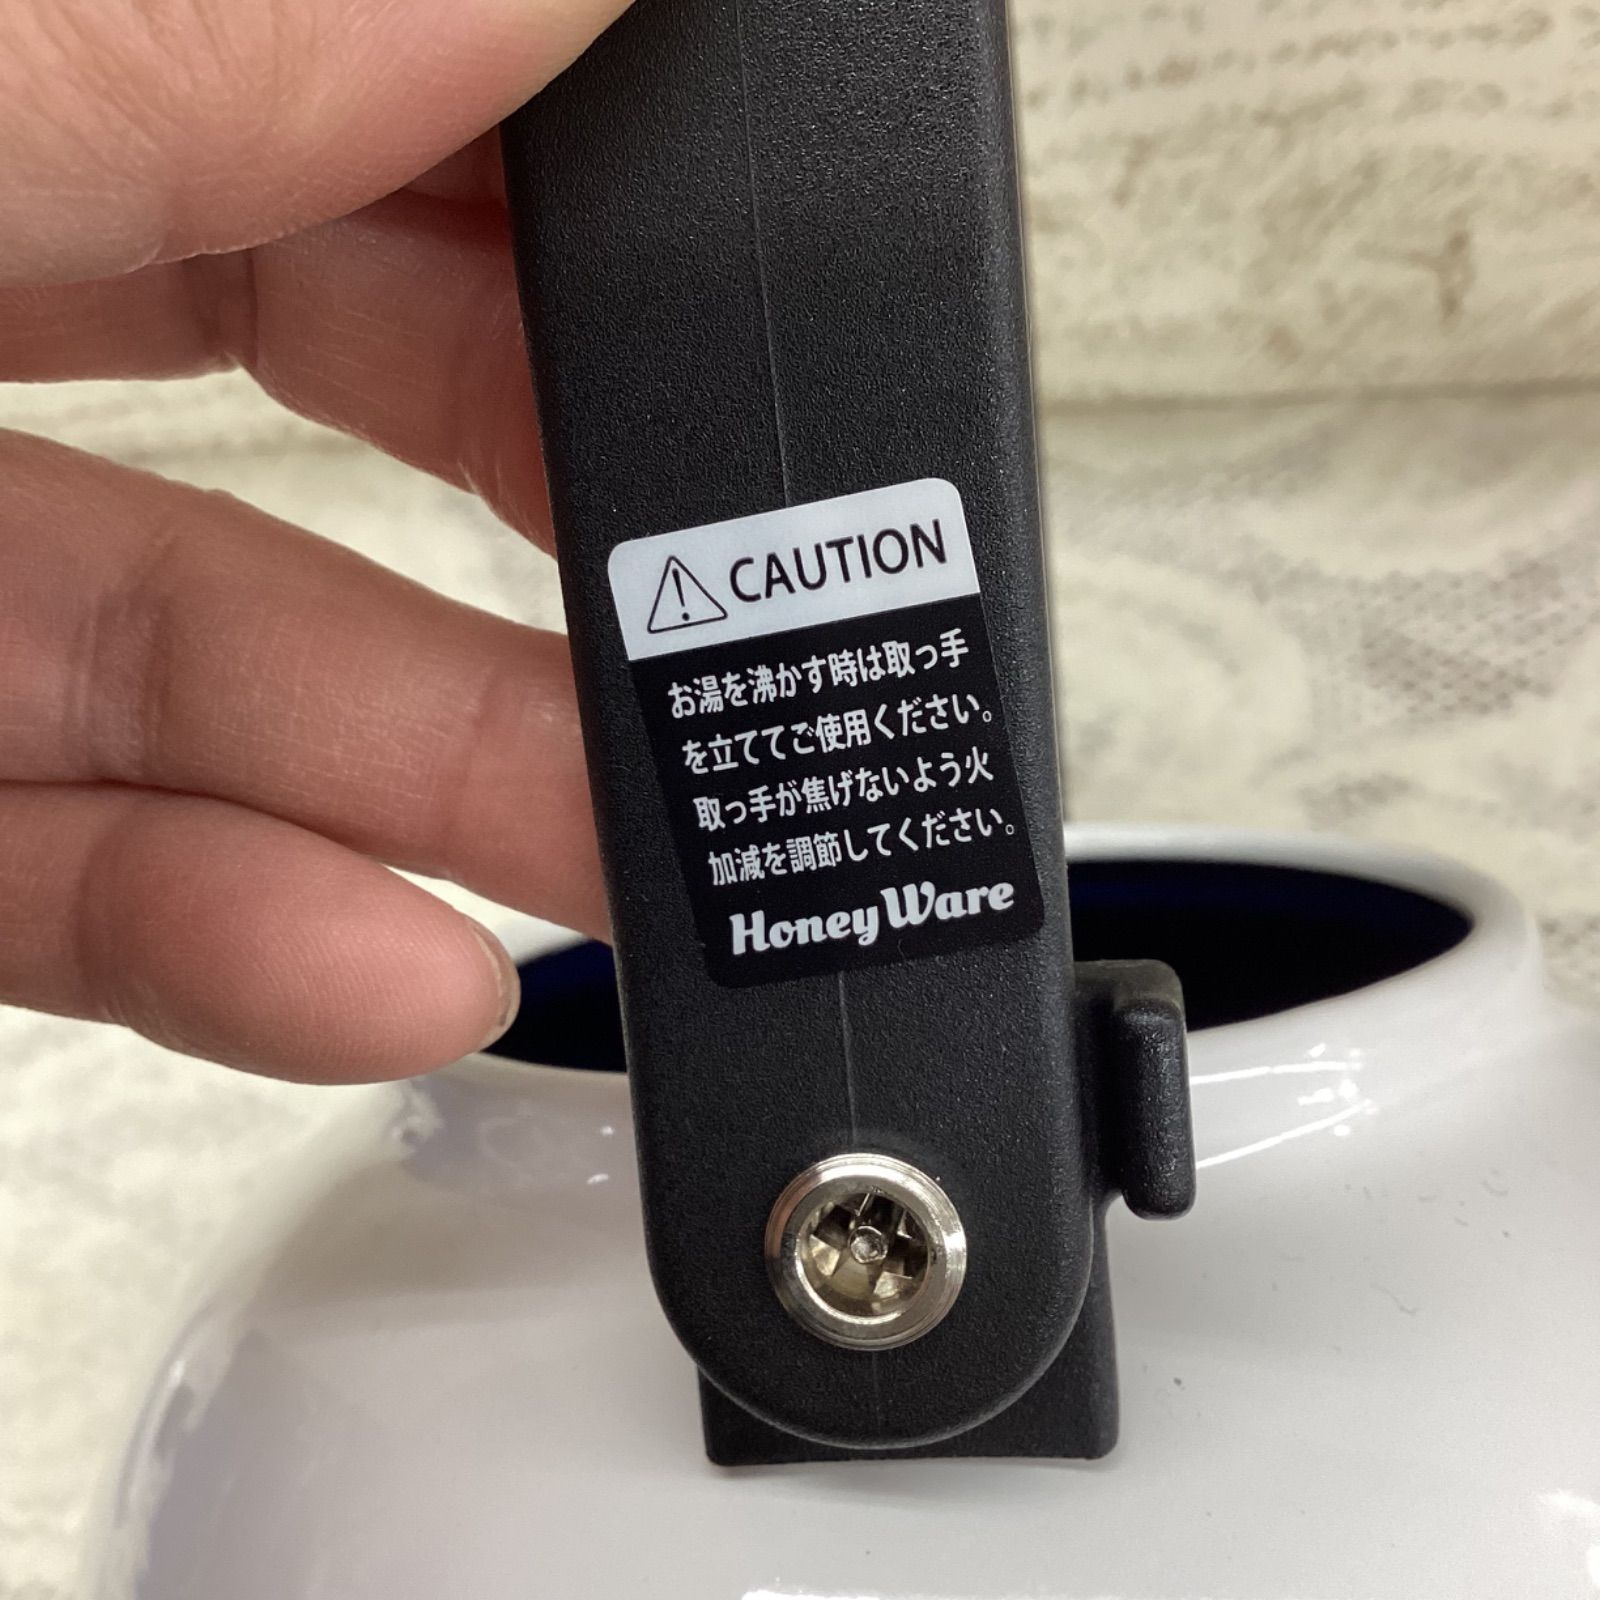 CAUTION
お湯を沸かす時は取っ手
を立ててご使用ください。
取っ手が焦げないよう火
加減を調節してください。
Honey Ware